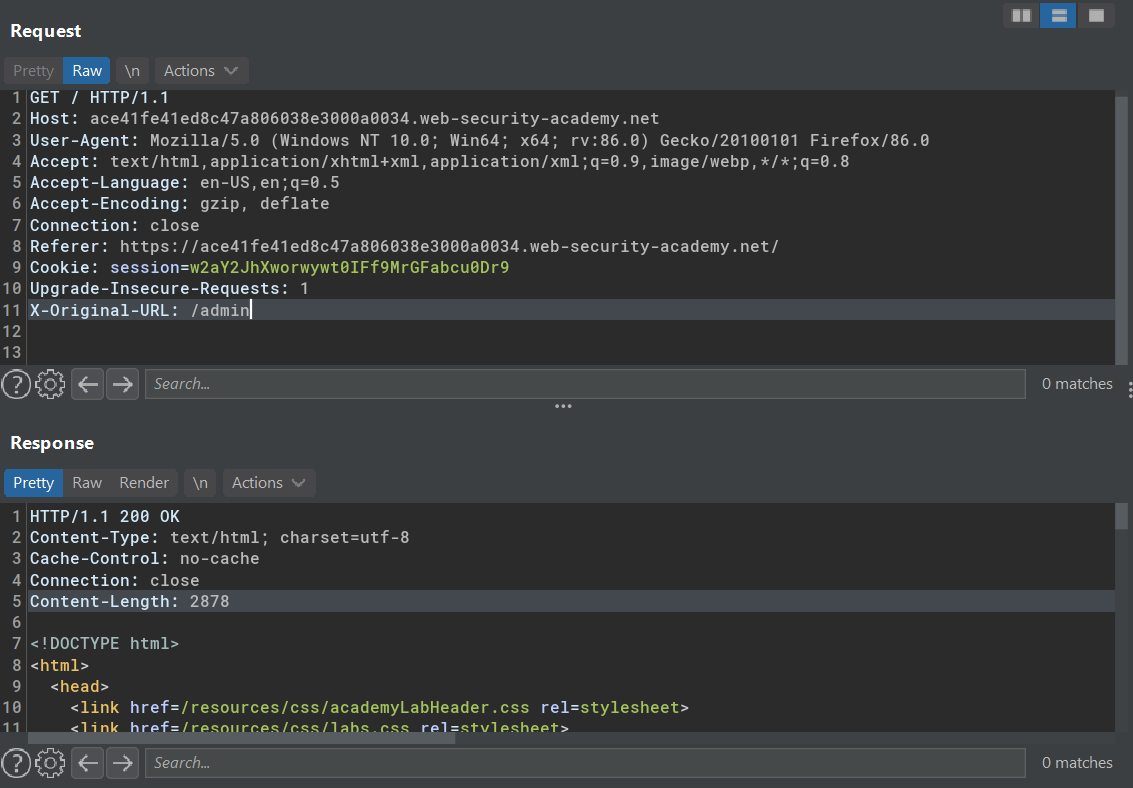 Request
Pretty Raw \n Actions
1 GET / HTTP/1.1
2 Host: ace41fe41ed8c47a806038e3000a0034.web-security-academy.net
3 User-Agent: Mozilla/5.0 (Windows NT 10.0; Win64; x64; rv:86.0) Gecko/20100101 Firefox/86.0
4 Accept: text/html,application/xhtml+xml,application/xml;q=0.9,image/webp,*/*;q=0.8
5 Accept-Language: en-US,en;q=0.5
6 Accept-Encoding: gzip, deflate
7 Connection: close
8 Referer: https://ace41fe41ed8c47a806038e3000a0034.web-security-academy.net/
9 Cookie: session=w2aY2JhXworwywt0IFf9MrGFabcu0Dr9
10 Upgrade-Insecure-Requests: 1
11 X-Original-URL: /admin
12
13
? Search... 0 matches
Response
Pretty Raw Render \n Actions
1 HTTP/1.1 200 OK
2 Content-Type: text/html; charset=utf-8
3 Cache-Control: no-cache
4 Connection: close
5 Content-Length: 2878
6
7 <!DOCTYPE html>
8 <html>
9 <head>
10 <link href=/resources/css/academyLabHeader.css rel=stylesheet>
11 <link href=/resources/css/labs.css rel=stylesheet>
? Search... 0 matches